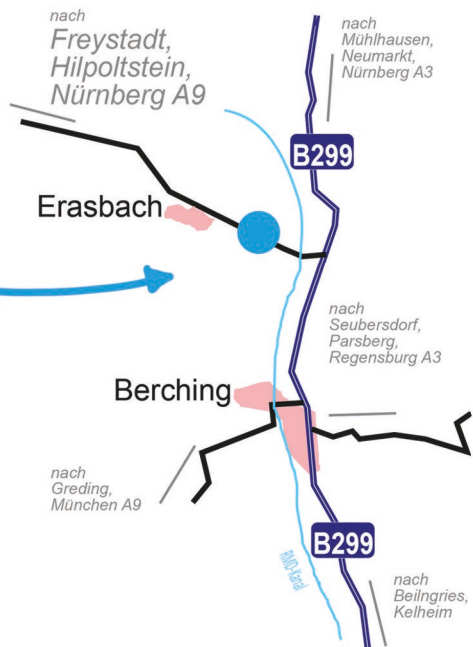 nach
Freystadt,
Hilpoltstein,
Nürnberg A9
nach
Mühlhausen,
Neumarkt,
Nürnberg A3
B299
Erasbach
nach
Seubersdorf,
Parsberg,
Regensburg A3
Berching
nach
Greding,
München A9
B299
RMD-Kanal
nach
Beilngries,
Kelheim